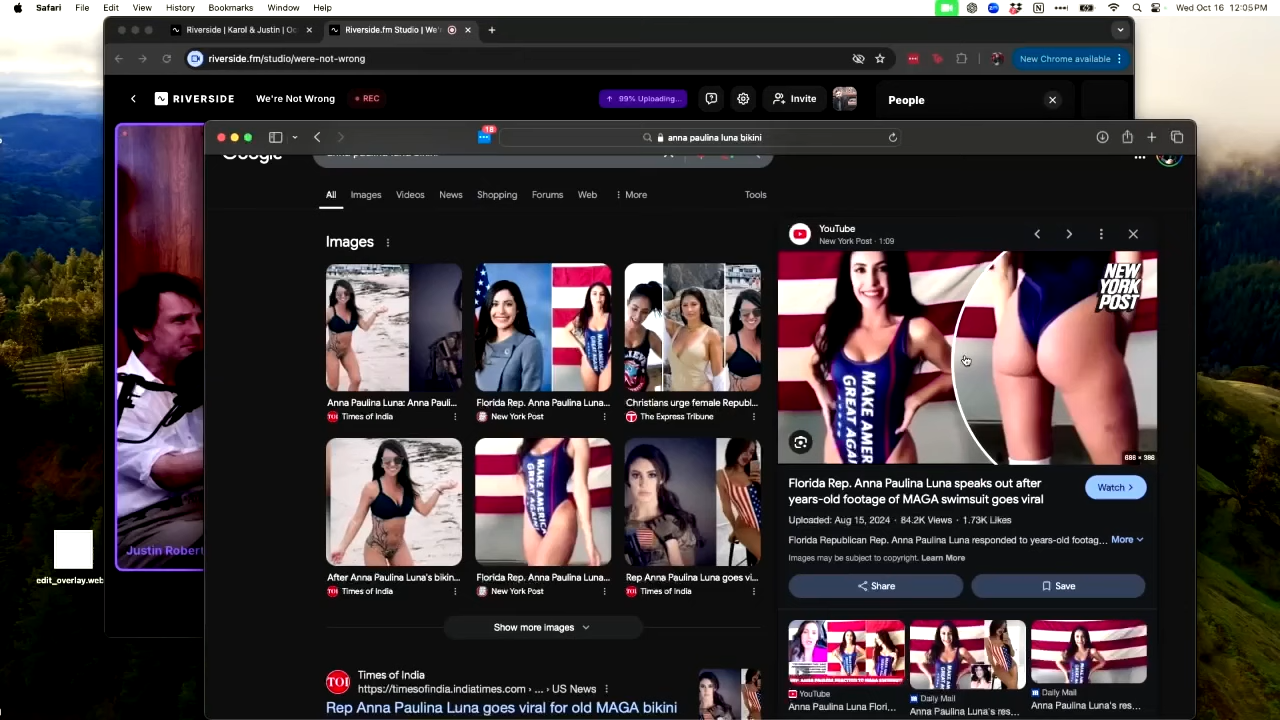 Safari File Edit View History Bookmarks Window Help
Wed Oct 16 12:05PM
Riverside | Karol & Justin | Oc
Riverside.fm Studio | We'r
riverside.fm/studio/were-not-wrong
New Chrome available
RIVERSIDE
We're Not Wrong
REC
99% Uploading...
Invite
People
18
anna paulina luna bikini
All Images Videos News Shopping Forums Web More Tools
Images
Anna Paulina Luna: Anna Pauli...
Times of India
Florida Rep. Anna Paulina Luna...
New York Post
Christians urge female Republ...
The Express Tribune
After Anna Paulina Luna's bikin...
Times of India
Florida Rep. Anna Paulina Luna...
New York Post
Rep Anna Paulina Luna goes vi...
Times of India
Show more images
TOI
Times of India
https://timesofindia.indiatimes.com › ... › US News
Rep Anna Paulina Luna goes viral for old MAGA bikini
YouTube
New York Post · 1:09
NEW
YORK
POST
MAKE AMER
GREAT AGA
688 × 386
Florida Rep. Anna Paulina Luna speaks out after
years-old footage of MAGA swimsuit goes viral
Watch
Uploaded: Aug 15, 2024 · 84.2K Views · 1.73K Likes
Florida Republican Rep. Anna Paulina Luna responded to years-old footag... More
Images may be subject to copyright. Learn More
Share
Save
YouTube
Anna Paulina Luna Flori...
Daily Mail
Anna Paulina Luna's res...
Daily Mail
Anna Paulina Luna's res...
Justin Robert
edit_overlay.web